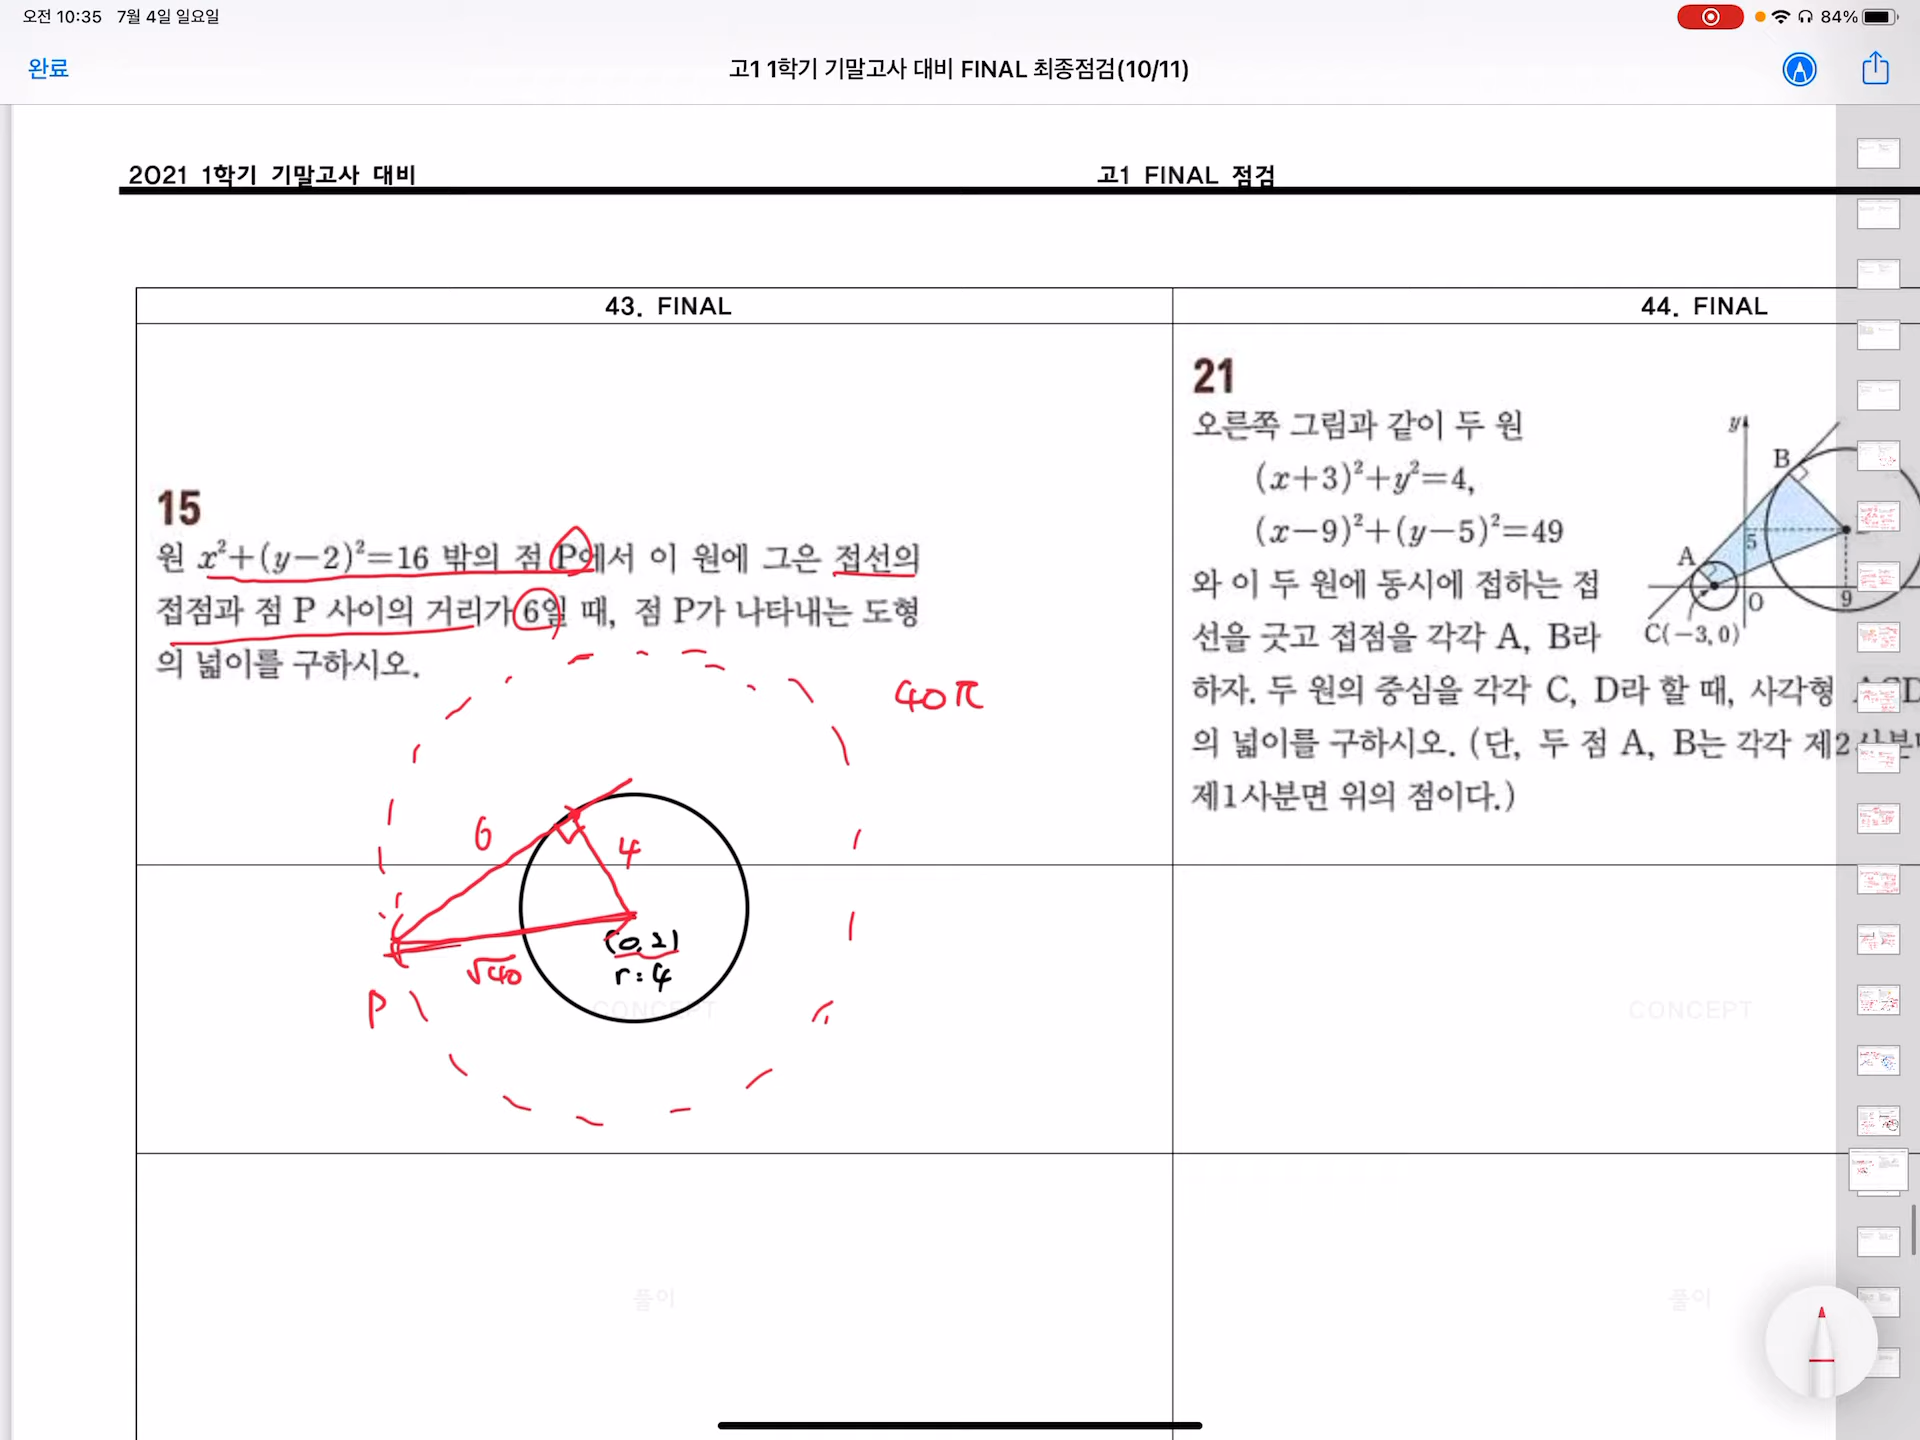 오전 10:35 7월 4일 일요일
84%
완료
고1 1학기 기말고사 대비 FINAL 최종점검(10/11)
2021 1학기 기말고사 대비
고1 FINAL 점검
43. FINAL
15
원 x²+(y-2)²=16 밖의 점 P에서 이 원에 그은 접선의
접점과 점 P 사이의 거리가 6일 때, 점 P가 나타내는 도형
의 넓이를 구하시오.
40π
6
4
(0,2)
r:4
√40
P
CONCEPT
풀이
44. FINAL
21
오른쪽 그림과 같이 두 원
(x+3)²+y²=4,
(x-9)²+(y-5)²=49
와 이 두 원에 동시에 접하는 접
선을 긋고 접점을 각각 A, B라
하자. 두 원의 중심을 각각 C, D라 할 때, 사각형
의 넓이를 구하시오. (단, 두 점 A, B는 각각 제2
제1사분면 위의 점이다.)
y
B
5
A
O
9
C(-3, 0)
CONCEPT
풀이